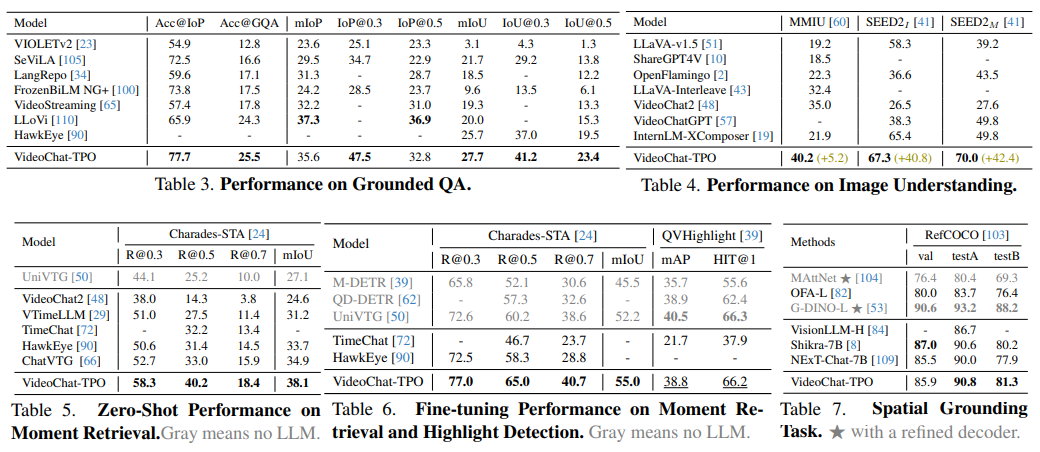 Model Acc@IoP Acc@GQA mIoP IoP@0.3 IoP@0.5 mIoU IoU@0.3 IoU@0.5
VIOLETv2 [23] 54.9 12.8 23.6 25.1 23.3 3.1 4.3 1.3
SeViLA [105] 72.5 16.6 29.5 34.7 22.9 21.7 29.2 13.8
LangRepo [34] 59.6 17.1 31.3 - 28.7 18.5 - 12.2
FrozenBiLM NG+ [100] 73.8 17.5 24.2 28.5 23.7 9.6 13.5 6.1
VideoStreaming [65] 57.4 17.8 32.2 - 31.0 19.3 - 13.3
LLoVi [110] 65.9 24.3 37.3 - 36.9 20.0 - 15.3
HawkEye [90] - - - - - 25.7 37.0 19.5
VideoChat-TPO 77.7 25.5 35.6 47.5 32.8 27.7 41.2 23.4
Table 3. Performance on Grounded QA.
Model MMIU [60] SEED2I [41] SEED2M [41]
LLaVA-v1.5 [51] 19.2 58.3 39.2
ShareGPT4V [10] 18.5 - -
OpenFlamingo [2] 22.3 36.6 43.5
LLaVA-Interleave [43] 32.4 - -
VideoChat2 [48] 35.0 26.5 27.6
VideoChatGPT [57] - 38.3 49.8
InternLM-XComposer [19] 21.9 65.4 49.8
VideoChat-TPO 40.2 (+5.2) 67.3 (+40.8) 70.0 (+42.4)
Table 4. Performance on Image Understanding.
Model Charades-STA [24]
R@0.3 R@0.5 R@0.7 mIoU
UniVTG [50] 44.1 25.2 10.0 27.1
VideoChat2 [48] 38.0 14.3 3.8 24.6
VTimeLLM [29] 51.0 27.5 11.4 31.2
TimeChat [72] - 32.2 13.4 -
HawkEye [90] 50.6 31.4 14.5 33.7
ChatVTG [66] 52.7 33.0 15.9 34.9
VideoChat-TPO 58.3 40.2 18.4 38.1
Table 5. Zero-Shot Performance on
Moment Retrieval.Gray means no LLM.
Model Charades-STA [24] QVHighlight [39]
R@0.3 R@0.5 R@0.7 mIoU mAP HIT@1
M-DETR [39] 65.8 52.1 30.6 45.5 35.7 55.6
QD-DETR [62] - 57.3 32.6 - 38.9 62.4
UniVTG [50] 72.6 60.2 38.6 52.2 40.5 66.3
TimeChat [72] - 46.7 23.7 - 21.7 37.9
HawkEye [90] 72.5 58.3 28.8 - - -
VideoChat-TPO 77.0 65.0 40.7 55.0 38.8 66.2
Table 6. Fine-tuning Performance on Moment Re-
trieval and Highlight Detection. Gray means no LLM.
Methods RefCOCO [103]
val testA testB
MAttNet ★ [104] 76.4 80.4 69.3
OFA-L [82] 80.0 83.7 76.4
G-DINO-L ★ [53] 90.6 93.2 88.2
VisionLLM-H [84] - 86.7 -
Shikra-7B [8] 87.0 90.6 80.2
NExT-Chat-7B [109] 85.5 90.0 77.9
VideoChat-TPO 85.9 90.8 81.3
Table 7. Spatial Grounding
Task. ★ with a refined decoder.